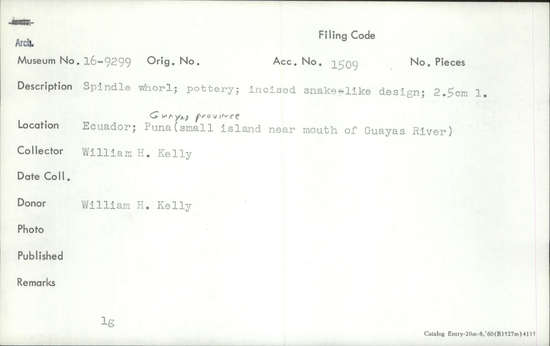 Filing Code
Arch.
Museum No. 16-9299 Orig. No. Acc. No. 1509 No. Pieces
Description Spindle whorl; pottery; incised snake-like design; 2.5cm l.
Guayas province
Location Ecuador; Puna(small island near mouth of Guayas River)
Collector William H. Kelly
Date Coll.
Donor William H. Kelly
Photo
Published
Remarks
lg
Catalog Entry-20m-8,'60(B1927m)4119